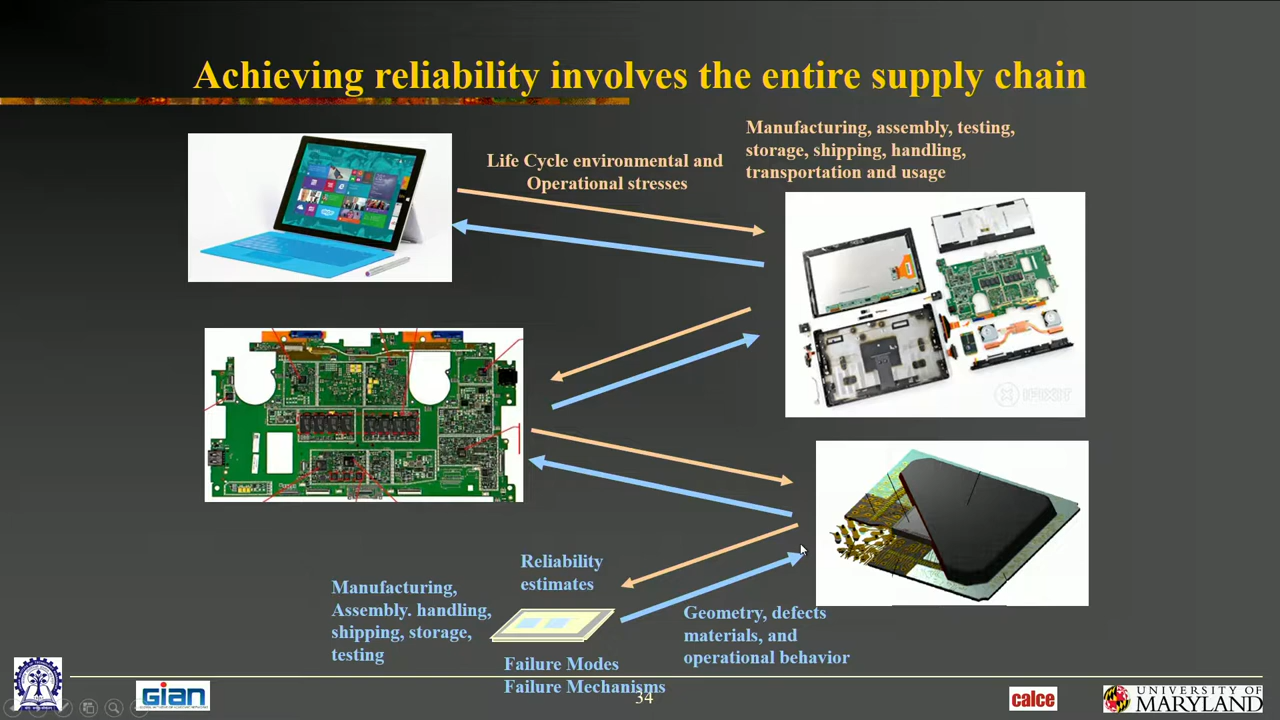 Achieving reliability involves the entire supply chain
Life Cycle environmental and
Operational stresses
Manufacturing, assembly, testing,
storage, shipping, handling,
transportation and usage
Reliability
estimates
Manufacturing,
Assembly. handling,
shipping, storage,
testing
Geometry, defects
materials, and
operational behavior
Failure Modes
Failure Mechanisms
34
GIAN
calce
UNIVERSITY OF
MARYLAND